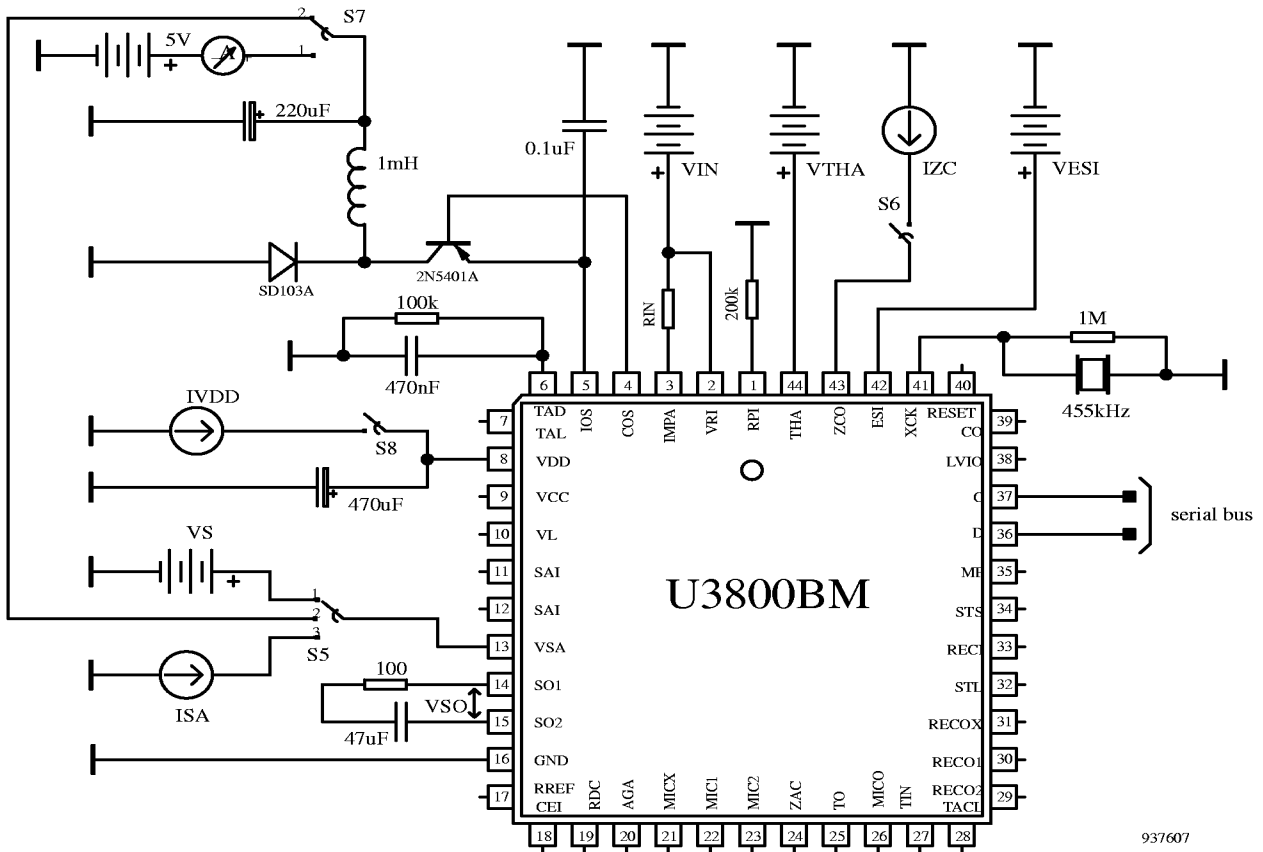 2
S7
5V
+
A
+
1
220uF
+
1mH
0.1uF
VIN
+
VTHA
+
IZC
VESI
+
S6
SD103A
2N5401A
100k
470nF
RIN
200k
1M
455kHz
IVDD
S8
470uF
+
VS
+
1
2
3
S5
ISA
100
VSO
47uF
6
5
4
3
2
1
44
43
42
41
40
TAD
IOS
COS
IMPA
VRI
RPI
THA
ZCO
ESI
XCK
RESET
7
TAL
8
VDD
9
VCC
10
VL
11
SAI
12
SAI
13
VSA
14
SO1
15
SO2
16
GND
17
RREF
U3800BM
CO
39
LVIO
38
C
37
D
36
serial bus
MF
35
STS
34
RECI
33
STL
32
RECOX
31
RECO1
30
RECO2
29
CEI
RDC
AGA
MICX
MIC1
MIC2
ZAC
TO
MICO
TIN
TACL
18
19
20
21
22
23
24
25
26
27
28
937607